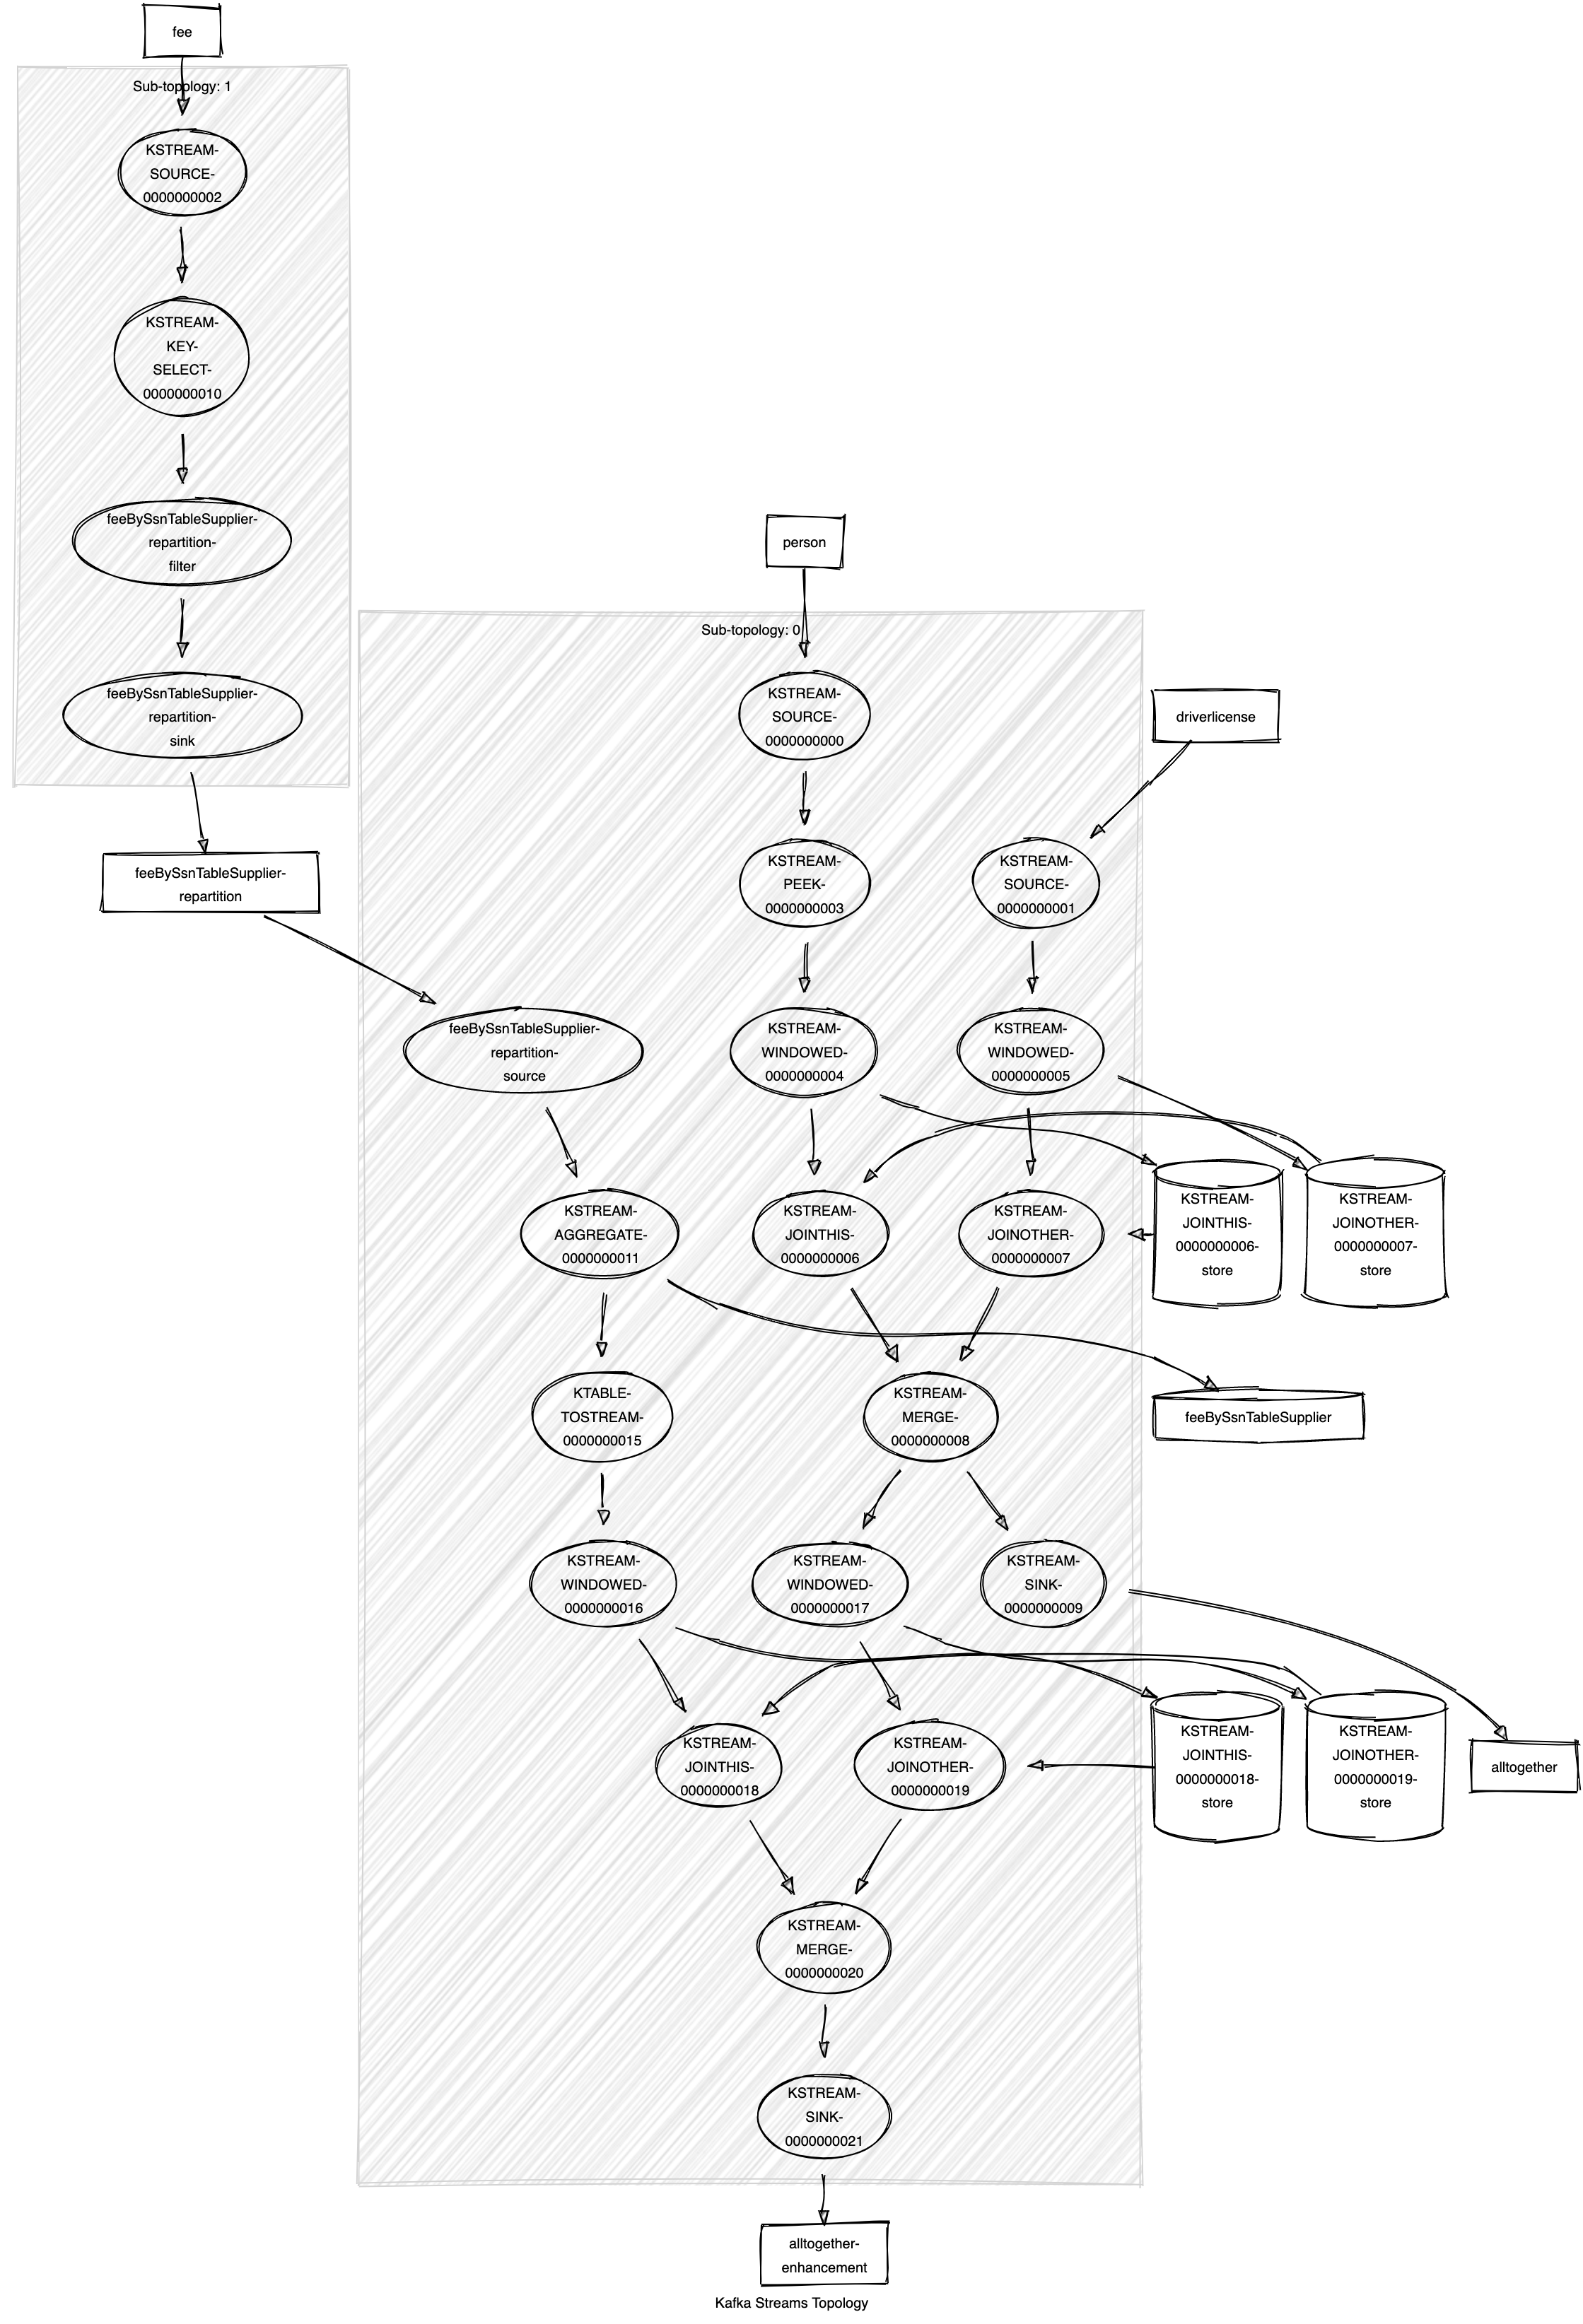 fee
Sub-topology: 1
KSTREAM-
SOURCE-
0000000002
KSTREAM-
KEY-
SELECT-
0000000010
feeBySsnTableSupplier-
repartition-
filter
feeBySsnTableSupplier-
repartition-
sink
feeBySsnTableSupplier-
repartition
person
Sub-topology: 0
KSTREAM-
SOURCE-
0000000000
driverlicense
KSTREAM-
PEEK-
0000000003
KSTREAM-
SOURCE-
0000000001
feeBySsnTableSupplier-
repartition-
source
KSTREAM-
WINDOWED-
0000000004
KSTREAM-
WINDOWED-
0000000005
KSTREAM-
AGGREGATE-
0000000011
KSTREAM-
JOINTHIS-
0000000006
KSTREAM-
JOINOTHER-
0000000007
KSTREAM-
JOINTHIS-
0000000006-
store
KSTREAM-
JOINOTHER-
0000000007-
store
KTABLE-
TOSTREAM-
0000000015
KSTREAM-
MERGE-
0000000008
feeBySsnTableSupplier
KSTREAM-
WINDOWED-
0000000016
KSTREAM-
WINDOWED-
0000000017
KSTREAM-
SINK-
0000000009
KSTREAM-
JOINTHIS-
0000000018
KSTREAM-
JOINOTHER-
0000000019
KSTREAM-
JOINTHIS-
0000000018-
store
KSTREAM-
JOINOTHER-
0000000019-
store
alltogether
KSTREAM-
MERGE-
0000000020
KSTREAM-
SINK-
0000000021
alltogether-
enhancement
Kafka Streams Topology